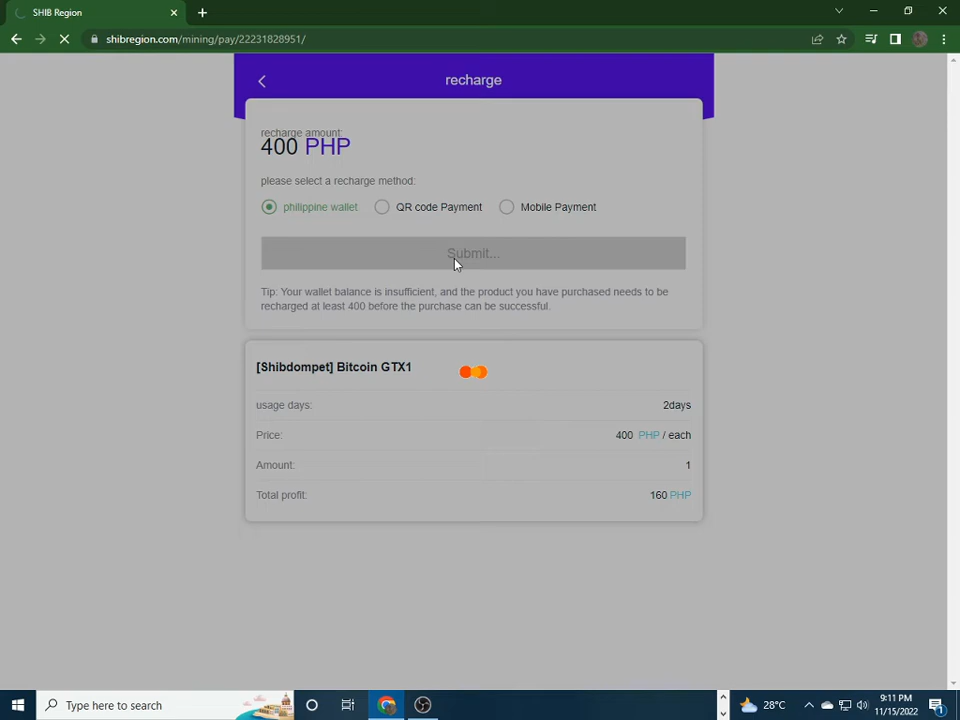 SHIB Region
shibregion.com/mining/pay/22231828951/
recharge
recharge amount:
400 PHP
please select a recharge method:
philippine wallet QR code Payment Mobile Payment
Submit...
Tip: Your wallet balance is insufficient, and the product you have purchased needs to be
recharged at least 400 before the purchase can be successful.
[Shibdompet] Bitcoin GTX1
usage days: 2days
Price: 400 PHP / each
Amount: 1
Total profit: 160 PHP
Type here to search
28°C
9:11 PM
11/15/2022
1